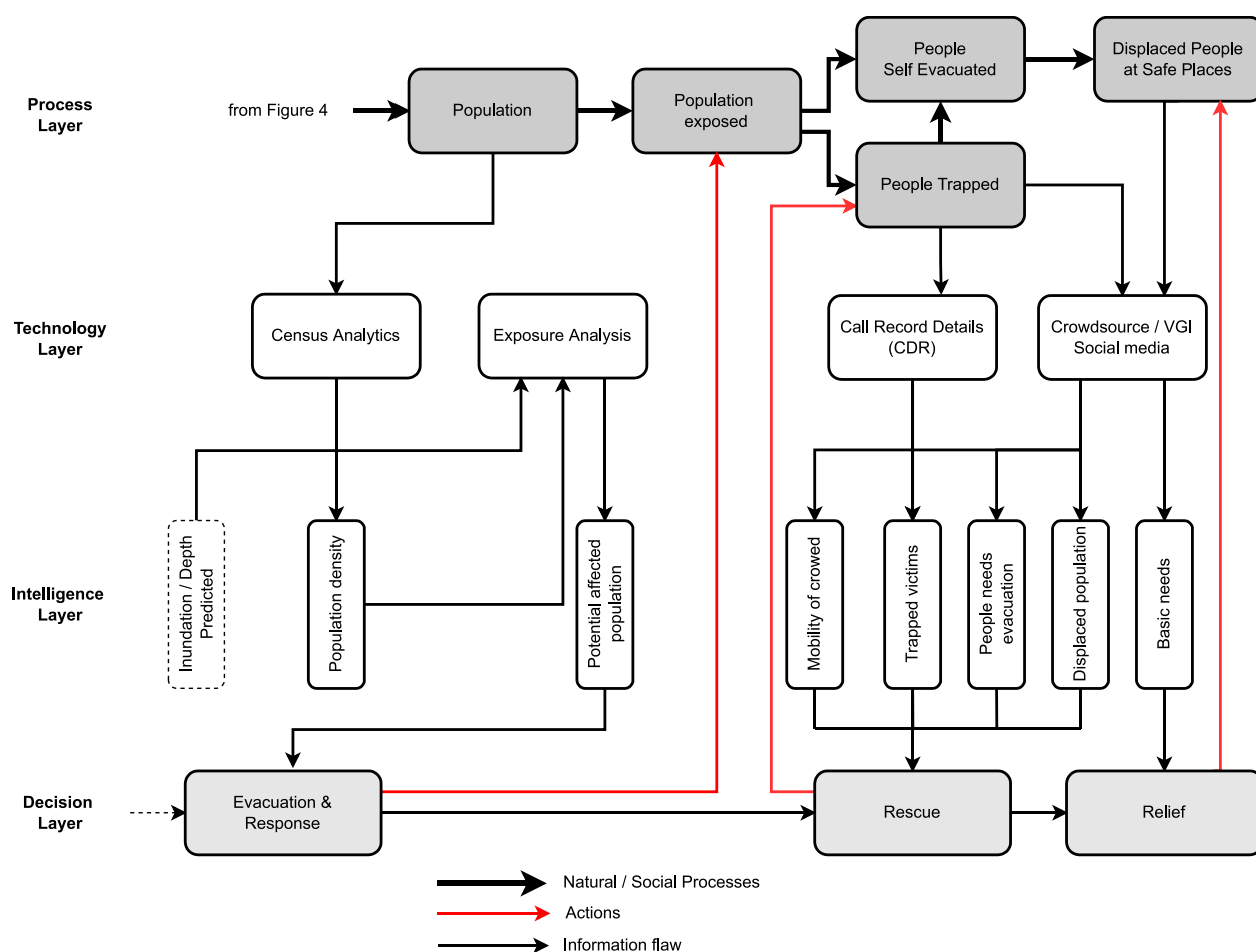 People
Self Evacuated
Displaced People
at Safe Places
Process
Layer
from Figure 4
Population
Population
exposed
People Trapped
Technology
Layer
Census Analytics
Exposure Analysis
Call Record Details
(CDR)
Crowdsource / VGI
Social media
Intelligence
Layer
Inundation / Depth
Predicted
Population density
Potential affected
population
Mobility of crowed
Trapped victims
People needs
evacuation
Displaced population
Basic needs
Decision
Layer
Evacuation &
Response
Rescue
Relief
Natural / Social Processes
Actions
Information flaw